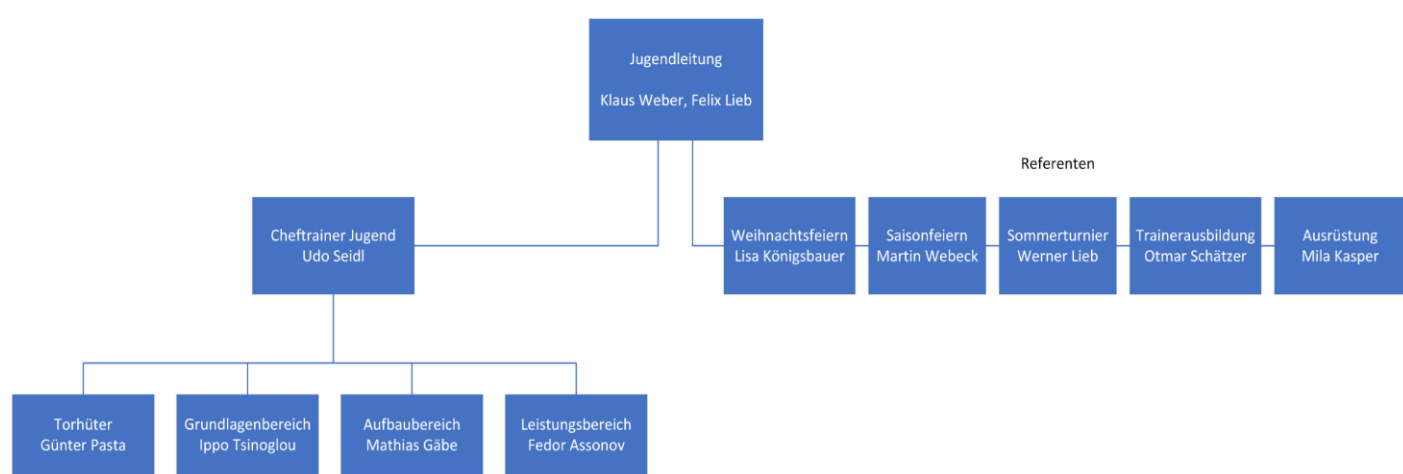 Jugendleitung
Klaus Weber, Felix Lieb
Referenten
Cheftrainer Jugend
Udo Seidl
Weihnachtsfeiern
Lisa Königsbauer
Saisonfeiern
Martin Webeck
Sommerturnier
Werner Lieb
Trainerausbildung
Otmar Schätzer
Ausrüstung
Mila Kasper
Torhüter
Günter Pasta
Grundlagenbereich
Ippo Tsinoglou
Aufbaubereich
Mathias Gäbe
Leistungsbereich
Fedor Assonov